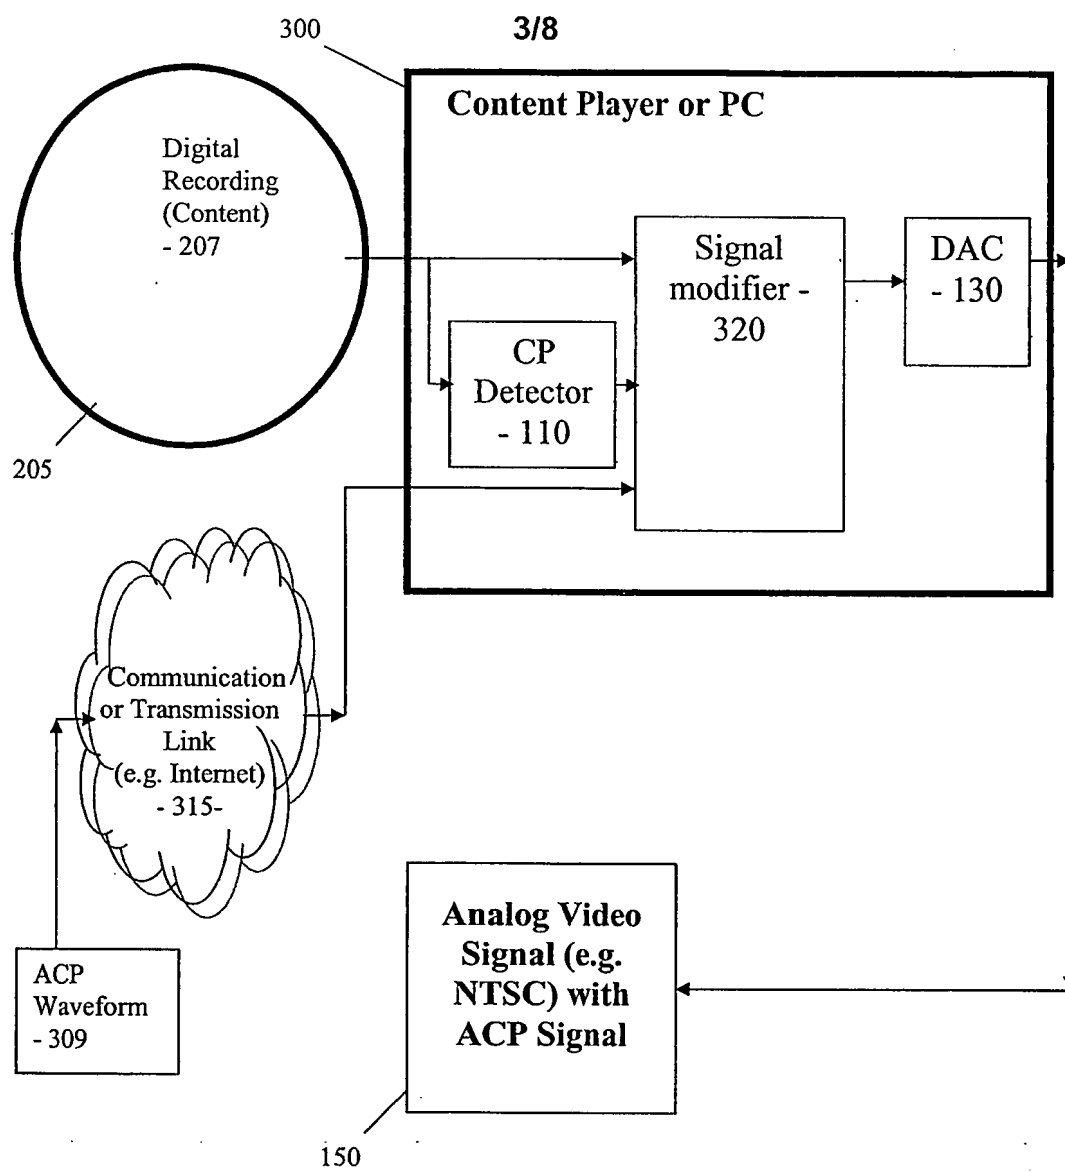 300
3/8
Content Player or PC
Digital
Recording
(Content)
- 207
Signal
modifier -
320
DAC
- 130
CP
Detector
- 110
205
Communication
or Transmission
Link
(e.g. Internet)
- 315-
ACP
Waveform
- 309
Analog Video
Signal (e.g.
NTSC) with
ACP Signal
150